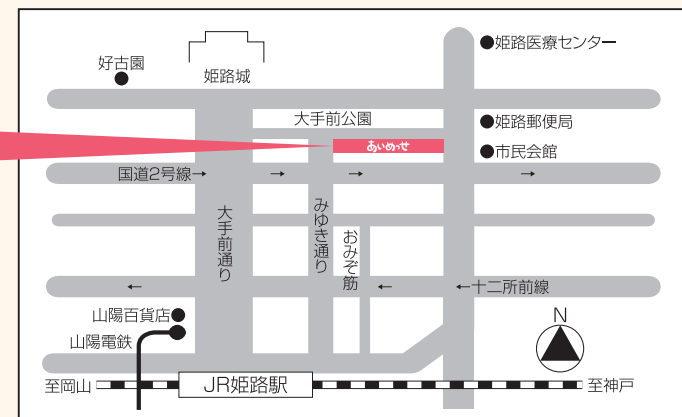 姫路医療センター
好古園
姫路城
大手前公園
姫路郵便局
あいめっせ
市民会館
国道2号線
大手前通り
みゆき通り
おみぞ筋
十二所前線
山陽百貨店
山陽電鉄
N
至岡山
JR姫路駅
至神戸